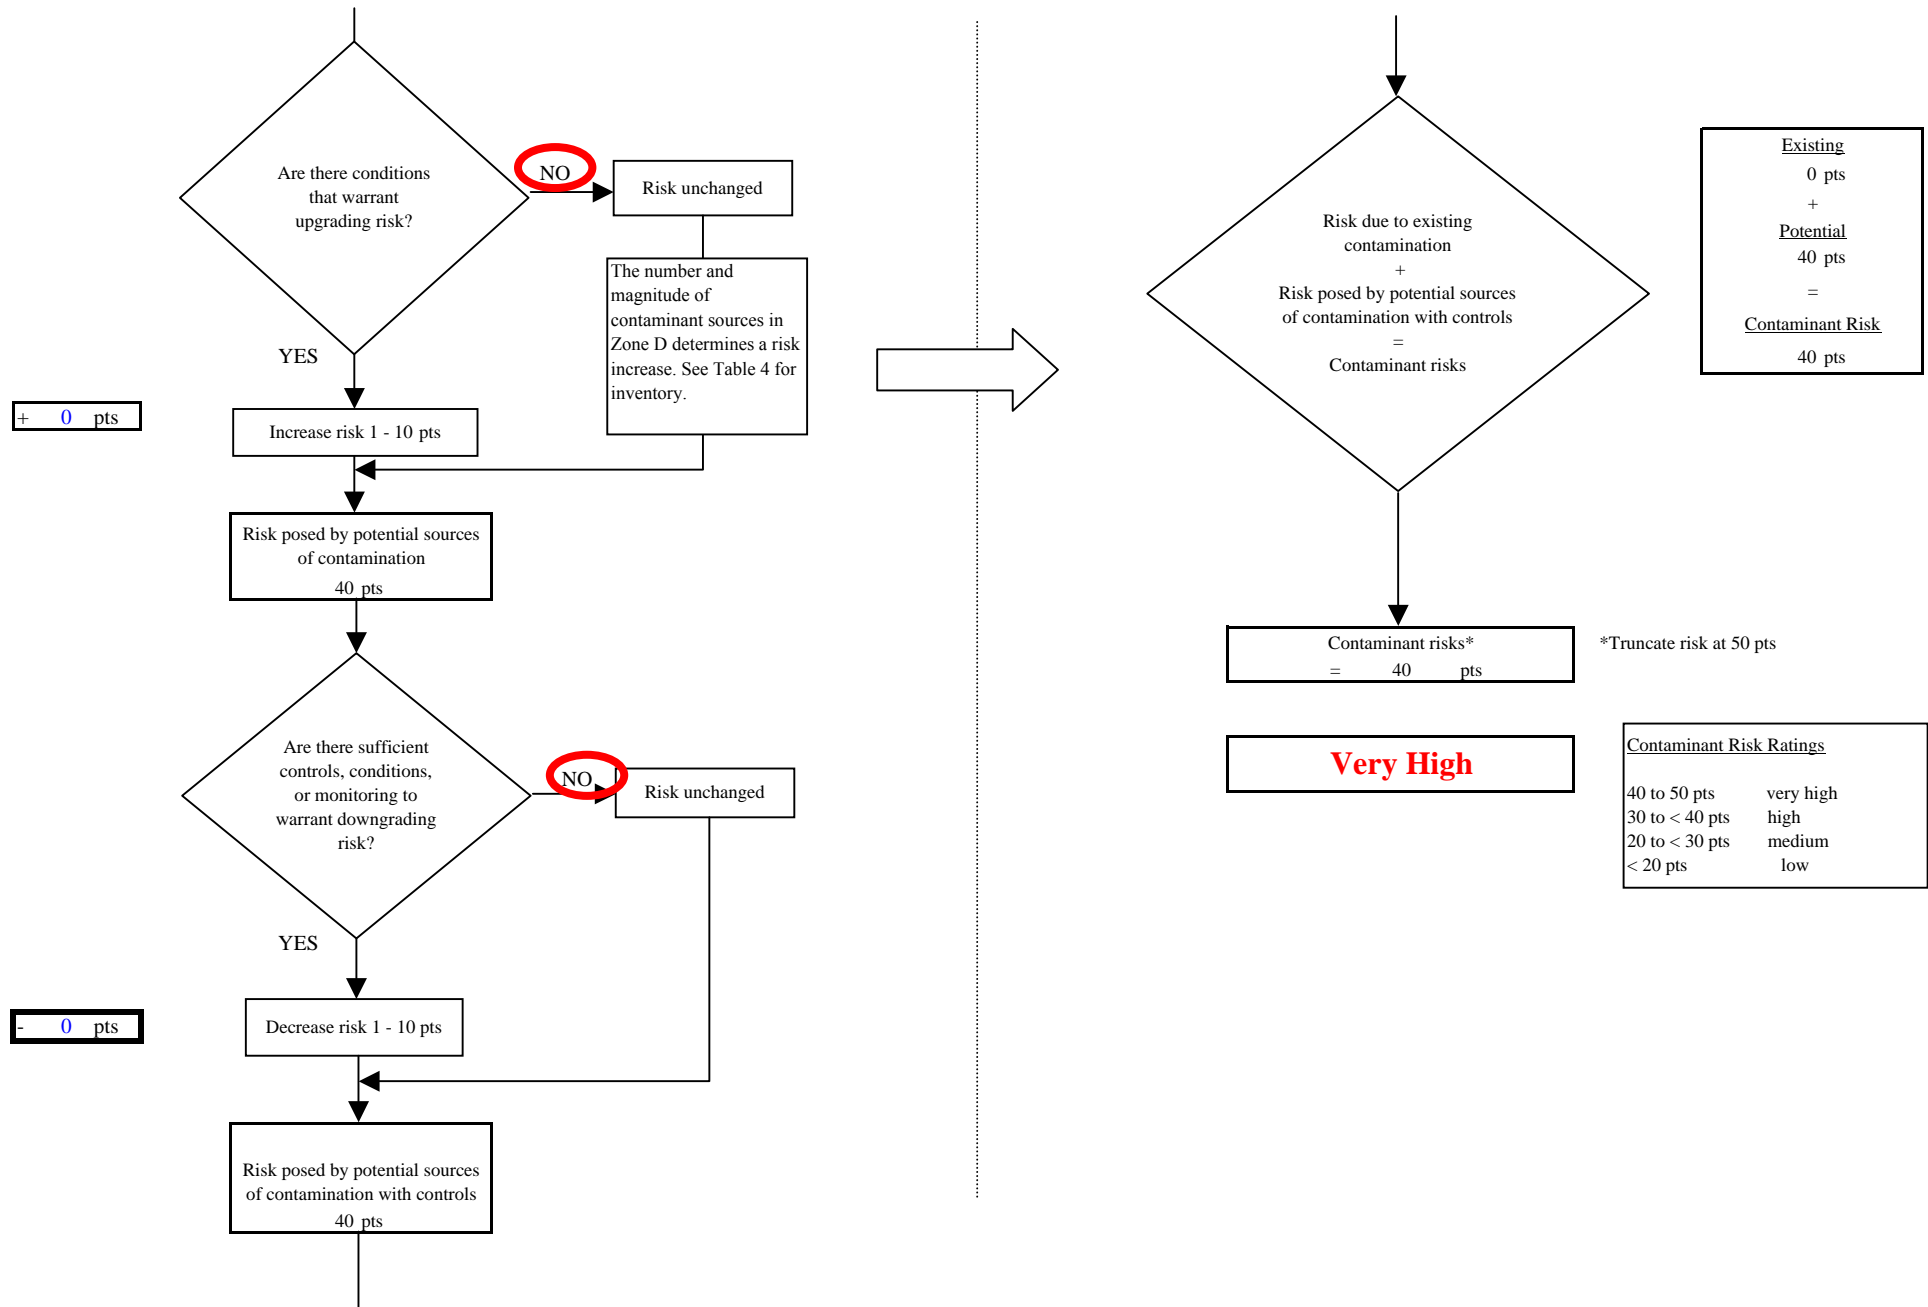 Are there conditions
that warrant
upgrading risk?
NO
Risk unchanged
The number and
magnitude of
contaminant sources in
Zone D determines a risk
increase. See Table 4 for
inventory.
YES
+ 0 pts
Increase risk 1 - 10 pts
Risk posed by potential sources
of contamination
40 pts
Are there sufficient
controls, conditions,
or monitoring to
warrant downgrading
risk?
NO
Risk unchanged
YES
- 0 pts
Decrease risk 1 - 10 pts
Risk posed by potential sources
of contamination with controls
40 pts
Risk due to existing
contamination
+
Risk posed by potential sources
of contamination with controls
=
Contaminant risks
Existing
0 pts
+
Potential
40 pts
=
Contaminant Risk
40 pts
Contaminant risks*
= 40 pts
*Truncate risk at 50 pts
Very High
Contaminant Risk Ratings
40 to 50 pts very high
30 to < 40 pts high
20 to < 30 pts medium
< 20 pts low